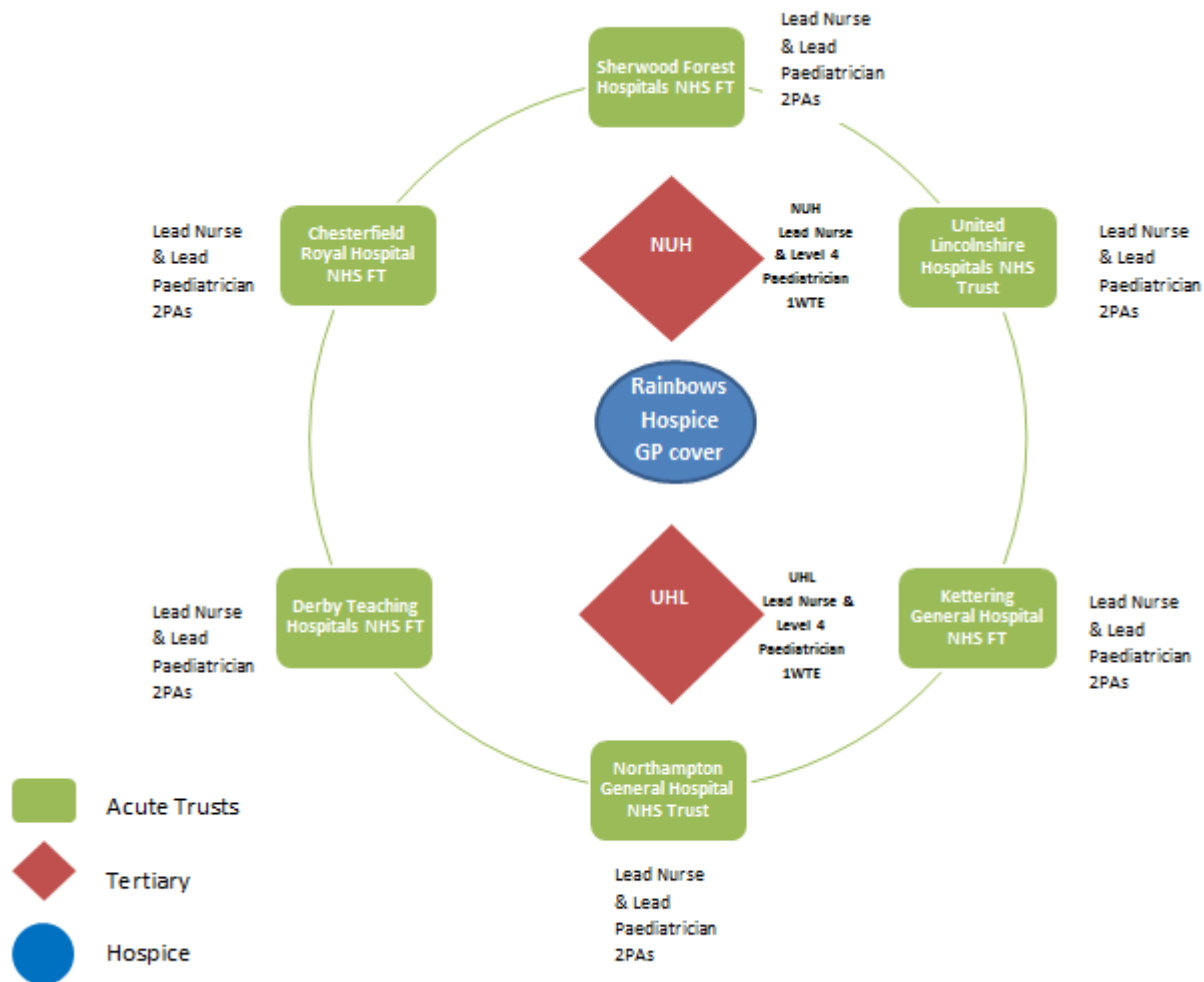 Sherwood Forest
Hospitals NHS FT
Lead Nurse
& Lead
Paediatrician
2PAs
Chesterfield
Royal Hospital
NHS FT
Lead Nurse
& Lead
Paediatrician
2PAs
NUH
NUH
Lead Nurse
& Level 4
Paediatrician
1WTE
United
Lincolnshire
Hospitals NHS
Trust
Lead Nurse
& Lead
Paediatrician
2PAs
Rainbows
Hospice
GP cover
Derby Teaching
Hospitals NHS FT
Lead Nurse
& Lead
Paediatrician
2PAs
UHL
UHL
Lead Nurse &
Level 4
Paediatrician
1WTE
Kettering
General Hospital
NHS FT
Lead Nurse
& Lead
Paediatrician
2PAs
Northampton
General Hospital
NHS Trust
Lead Nurse
& Lead
Paediatrician
2PAs
Acute Trusts
Tertiary
Hospice